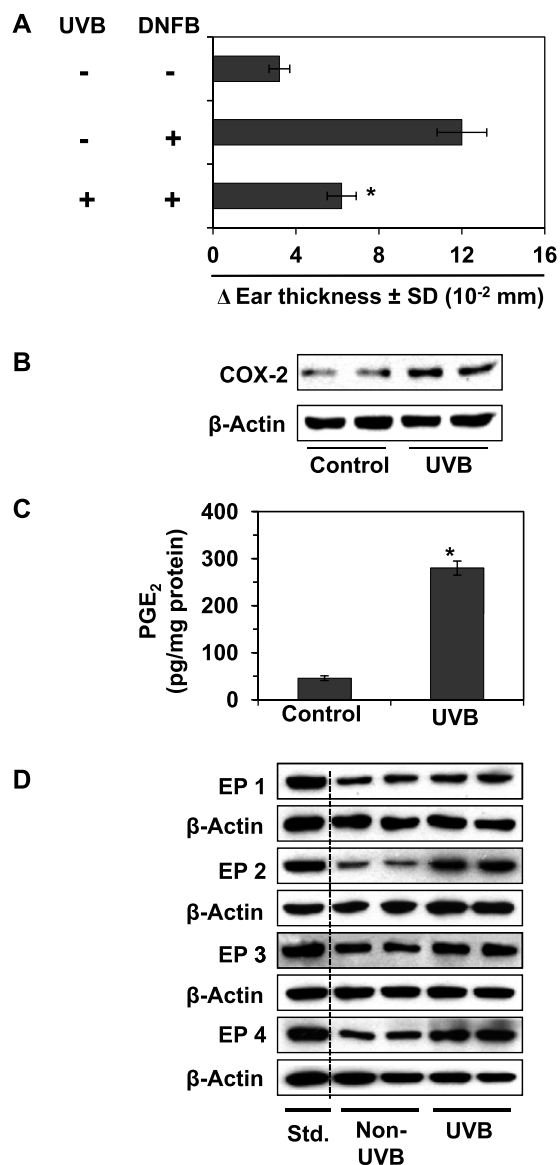 A
UVB DNFB
- -
- +
+ +
*
0 4 8 12 16
Δ Ear thickness ± SD (10-2 mm)
B
COX-2
β-Actin
Control UVB
C
400
300
200
100
0
PGE2
(pg/mg protein)
*
Control UVB
D
EP 1
β-Actin
EP 2
β-Actin
EP 3
β-Actin
EP 4
β-Actin
Std. Non-
UVB
UVB